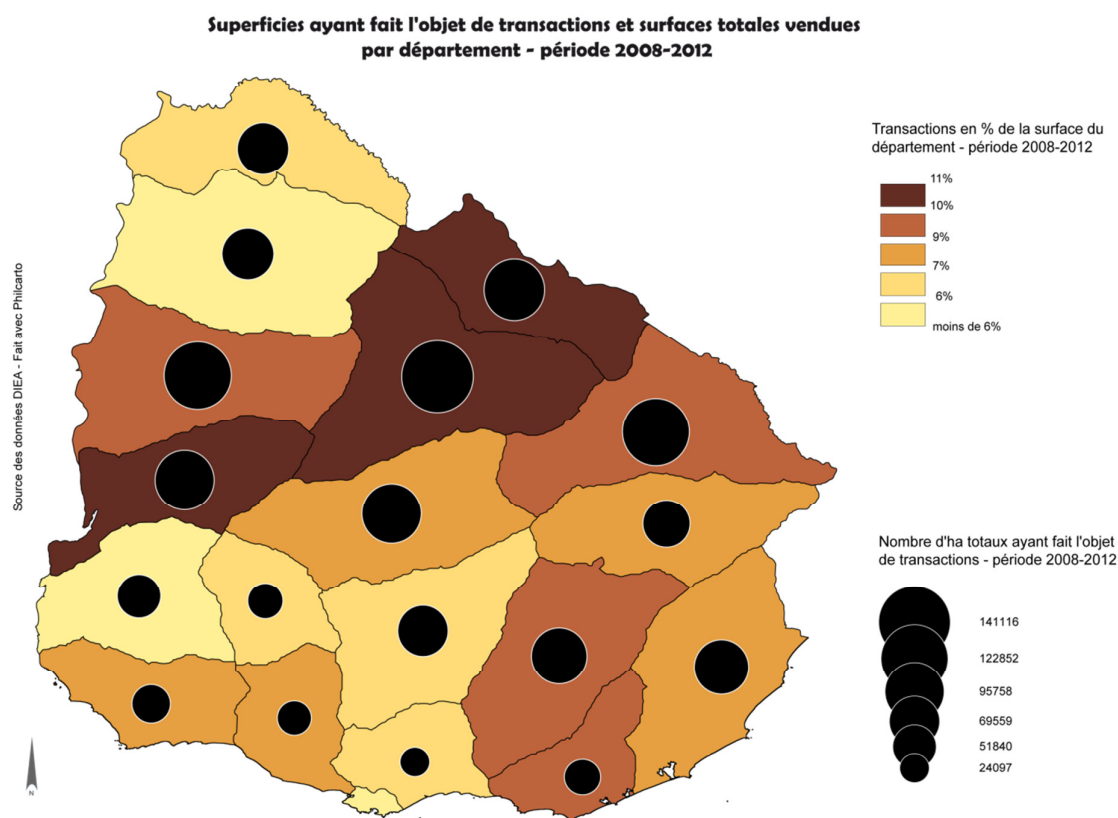 Superficies ayant fait l'objet de transactions et surfaces totales vendues
par département - période 2008-2012
Source des données DIEA - Fait avec Philcarto
Transactions en % de la surface du
département - période 2008-2012
11%
10%
9%
7%
6%
moins de 6%
Nombre d'ha totaux ayant fait l'objet
de transactions - période 2008-2012
141116
122852
95758
69559
51840
24097
N